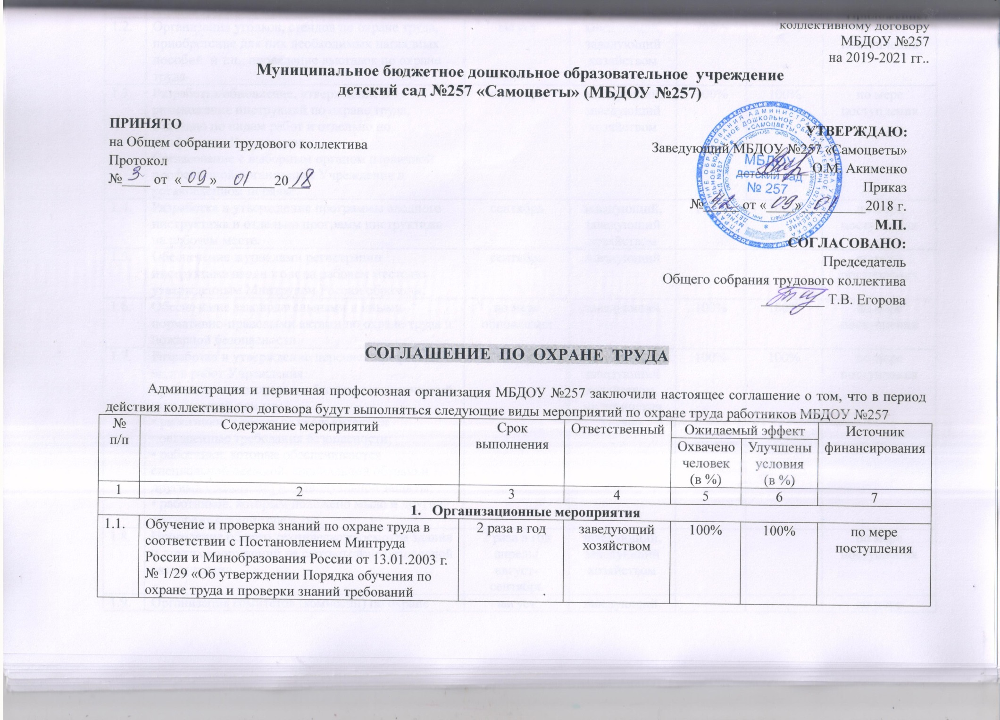 коллективному договору
МБДОУ №257
на 2019-2021 гг..
Муниципальное бюджетное дошкольное образовательное учреждение
детский сад №257 «Самоцветы» (МБДОУ №257)
ПРИНЯТО
на Общем собрании трудового коллектива
Протокол
№ 3 от « 09 » 01 20 18
УТВЕРЖДАЮ:
Заведующий МБДОУ №257 «Самоцветы»
О.М. Акименко
Приказ
№ от « 09 » 01 2018 г.
М.П.
МБДОУ
детский сад
№ 257
СОГЛАСОВАНО:
Председатель
Общего собрания трудового коллектива
Т.В. Егорова
СОГЛАШЕНИЕ ПО ОХРАНЕ ТРУДА
Администрация и первичная профсоюзная организация МБДОУ №257 заключили настоящее соглашение о том, что в период
действия коллективного договора будут выполняться следующие виды мероприятий по охране труда работников МБДОУ №257
№ п/п
Содержание мероприятий
Срок выполнения
Ответственный
Ожидаемый эффект
Охвачено человек (в %)
Улучшены условия (в %)
Источник финансирования
1 2 3 4 5 6 7
1. Организационные мероприятия
1.1. Обучение и проверка знаний по охране труда в
соответствии с Постановлением Минтруда
России и Минобразования России от 13.01.2003 г.
№ 1/29 «Об утверждении Порядка обучения по
охране труда и проверки знаний требований
2 раза в год
заведующий
хозяйством
100%
100%
по мере
поступления